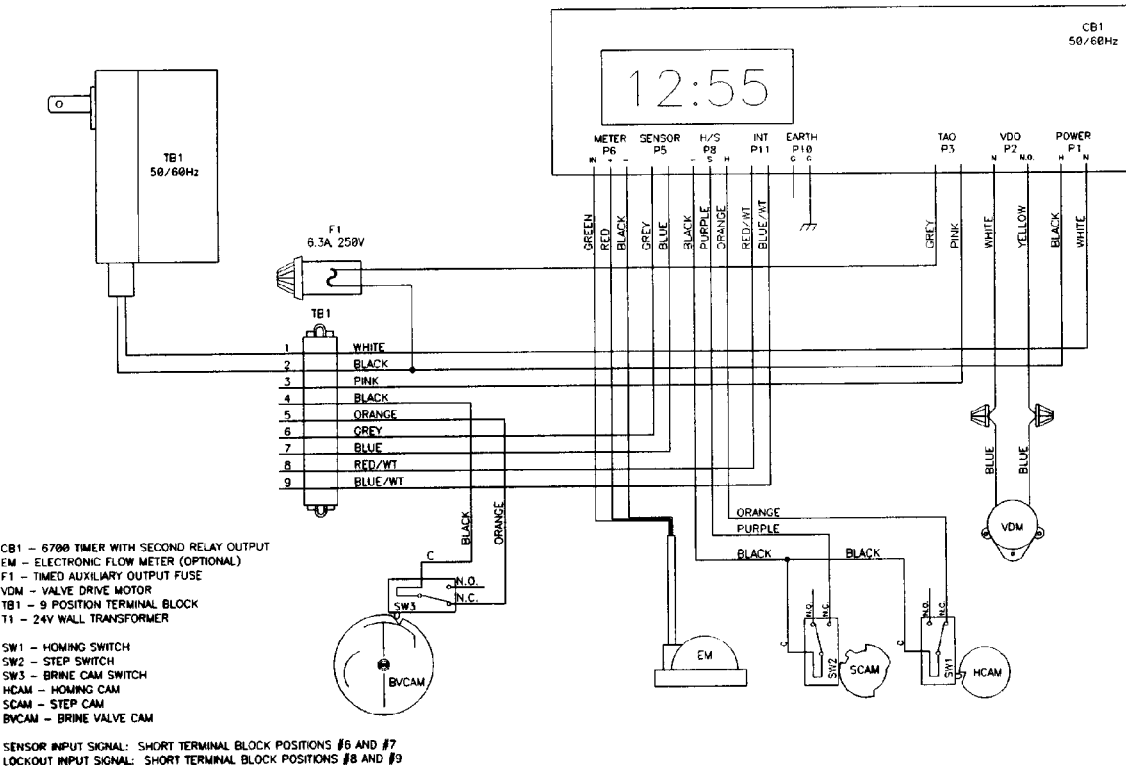 CB1
50/60Hz
12:55
METER SENSOR H/S INT EARTH TAO VDO POWER
P6 P5 P8 P11 P10 P3 P2 P1
IN + - - S H G G N N.O. H N
TB1
50/60Hz
GREEN
RED
BLACK
GREY
BLUE
BLACK
PURPLE
ORANGE
RED/WT
BLUE/WT
GREY
PINK
WHITE
YELLOW
BLACK
WHITE
F1
6.3A, 250V
TB1
1 WHITE
2 BLACK
3 PINK
4 BLACK
5 ORANGE
6 GREY
7 BLUE
8 RED/WT
9 BLUE/WT
BLUE
BLUE
VDM
BLACK
ORANGE
ORANGE
PURPLE
BLACK
BLACK
C
N.O.
N.C.
SW3
BVCAM
EM
N.O.
N.C.
C
SW2
SCAM
N.O.
N.C.
C
SW1
HCAM
CB1 – 6700 TIMER WITH SECOND RELAY OUTPUT
EM – ELECTRONIC FLOW METER (OPTIONAL)
F1 – TIMED AUXILIARY OUTPUT FUSE
VDM – VALVE DRIVE MOTOR
TB1 – 9 POSITION TERMINAL BLOCK
T1 – 24V WALL TRANSFORMER
SW1 – HOMING SWITCH
SW2 – STEP SWITCH
SW3 – BRINE CAM SWITCH
HCAM – HOMING CAM
SCAM – STEP CAM
BVCAM – BRINE VALVE CAM
SENSOR INPUT SIGNAL: SHORT TERMINAL BLOCK POSITIONS #6 AND #7
LOCKOUT INPUT SIGNAL: SHORT TERMINAL BLOCK POSITIONS #8 AND #9